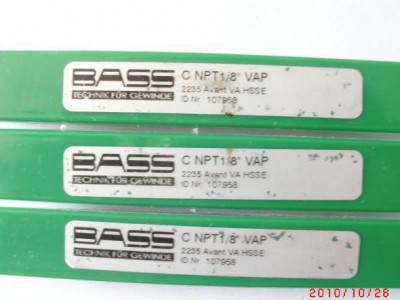 BASS
TECHNIK FÜR GEWINDE
C NPT1/8" VAP
2235 Avant VA HSSE
ID Nr. 107958
BASS
TECHNIK FÜR GEWINDE
C NPT1/8" VAP
2235 Avant VA HSSE
ID Nr. 107958
BASS
TECHNIK FÜR GEWINDE
C NPT1/8" VAP
2235 Avant VA HSSE
ID Nr. 107958
2010/10/28